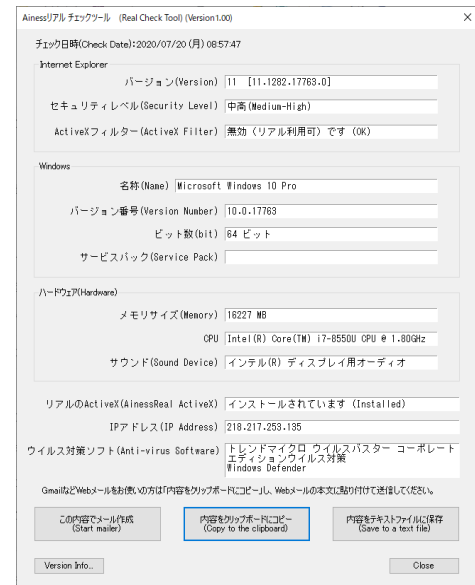 Ainessリアル チェックツール (Real Check Tool) (Version1.00)
チェック日時(Check Date):2020/07/20 (月) 08:57:47
Internet Explorer
バージョン(Version) 11 [11.1282.17763.0]
セキュリティレベル(Security Level) 中高(Medium-High)
ActiveXフィルター(ActiveX Filter) 無効（リアル利用可）です (OK)
Windows
名称(Name) Microsoft Windows 10 Pro
バージョン番号(Version Number) 10.0.17763
ビット数(bit) 64 ビット
サービスパック(Service Pack)
ハードウェア(Hardware)
メモリサイズ(Memory) 16227 MB
CPU Intel(R) Core(TM) i7-8550U CPU @ 1.80GHz
サウンド(Sound Device) インテル(R) ディスプレイ用オーディオ
リアルのActiveX(AinessReal ActiveX) インストールされています (Installed)
IPアドレス(IP Address) 218.217.253.135
ウイルス対策ソフト(Anti-virus Software) トレンドマイクロ ウイルスバスター コーポレート
エディションウイルス対策
Windows Defender
GmailなどWebメールをお使いの方は「内容をクリップボードにコピー」し、Webメールの本文に貼り付けて送信してください。
この内容でメール作成 内容をクリップボードにコピー 内容をテキストファイルに保存
(Start mailer) (Copy to the clipboard) (Save to a text file)
Version Info... Close